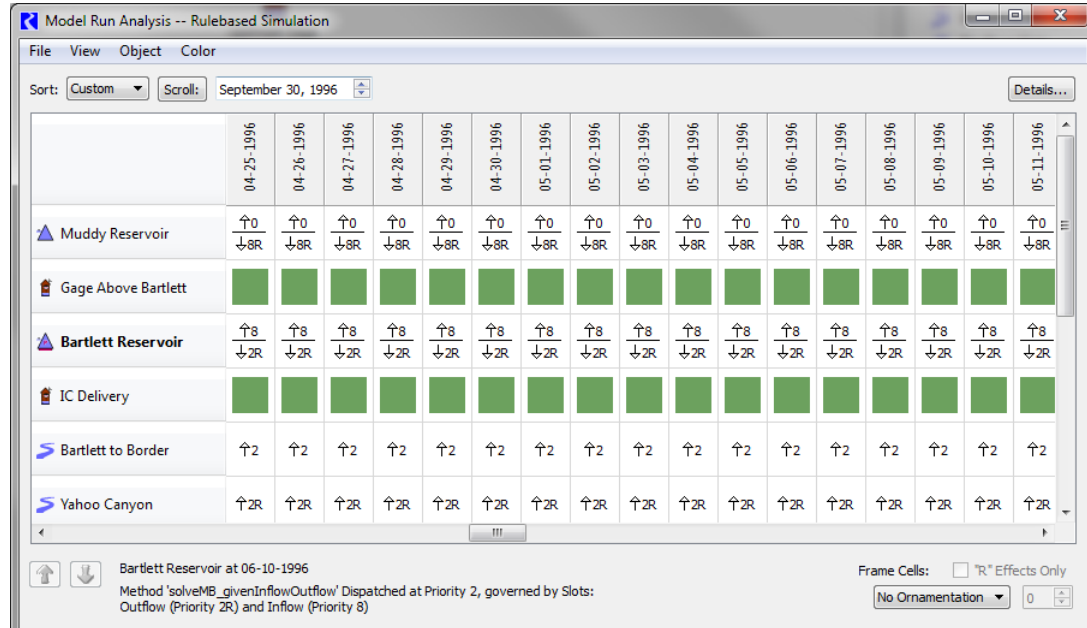 Model Run Analysis -- Rulebased Simulation
File View Object Color
Sort: Custom Scroll: September 30, 1996 Details...
04-25-1996 04-26-1996 04-27-1996 04-28-1996 04-29-1996 04-30-1996 05-01-1996 05-02-1996 05-03-1996 05-04-1996 05-05-1996 05-06-1996 05-07-1996 05-08-1996 05-09-1996 05-10-1996 05-11-1996
Muddy Reservoir ↑0 ↑0 ↑0 ↑0 ↑0 ↑0 ↑0 ↑0 ↑0 ↑0 ↑0 ↑0 ↑0 ↑0 ↑0 ↑0 ↑0
↓8R ↓8R ↓8R ↓8R ↓8R ↓8R ↓8R ↓8R ↓8R ↓8R ↓8R ↓8R ↓8R ↓8R ↓8R ↓8R ↓8R
Gage Above Bartlett
Bartlett Reservoir ↑8 ↑8 ↑8 ↑8 ↑8 ↑8 ↑8 ↑8 ↑8 ↑8 ↑8 ↑8 ↑8 ↑8 ↑8 ↑8 ↑8
↓2R ↓2R ↓2R ↓2R ↓2R ↓2R ↓2R ↓2R ↓2R ↓2R ↓2R ↓2R ↓2R ↓2R ↓2R ↓2R ↓2R
IC Delivery
Bartlett to Border ↑2 ↑2 ↑2 ↑2 ↑2 ↑2 ↑2 ↑2 ↑2 ↑2 ↑2 ↑2 ↑2 ↑2 ↑2 ↑2 ↑2
Yahoo Canyon ↑2R ↑2R ↑2R ↑2R ↑2R ↑2R ↑2R ↑2R ↑2R ↑2R ↑2R ↑2R ↑2R ↑2R ↑2R ↑2R ↑2R
Bartlett Reservoir at 06-10-1996
Method 'solveMB_givenInflowOutflow' Dispatched at Priority 2, governed by Slots:
Outflow (Priority 2R) and Inflow (Priority 8)
Frame Cells: "R" Effects Only
No Ornamentation 0